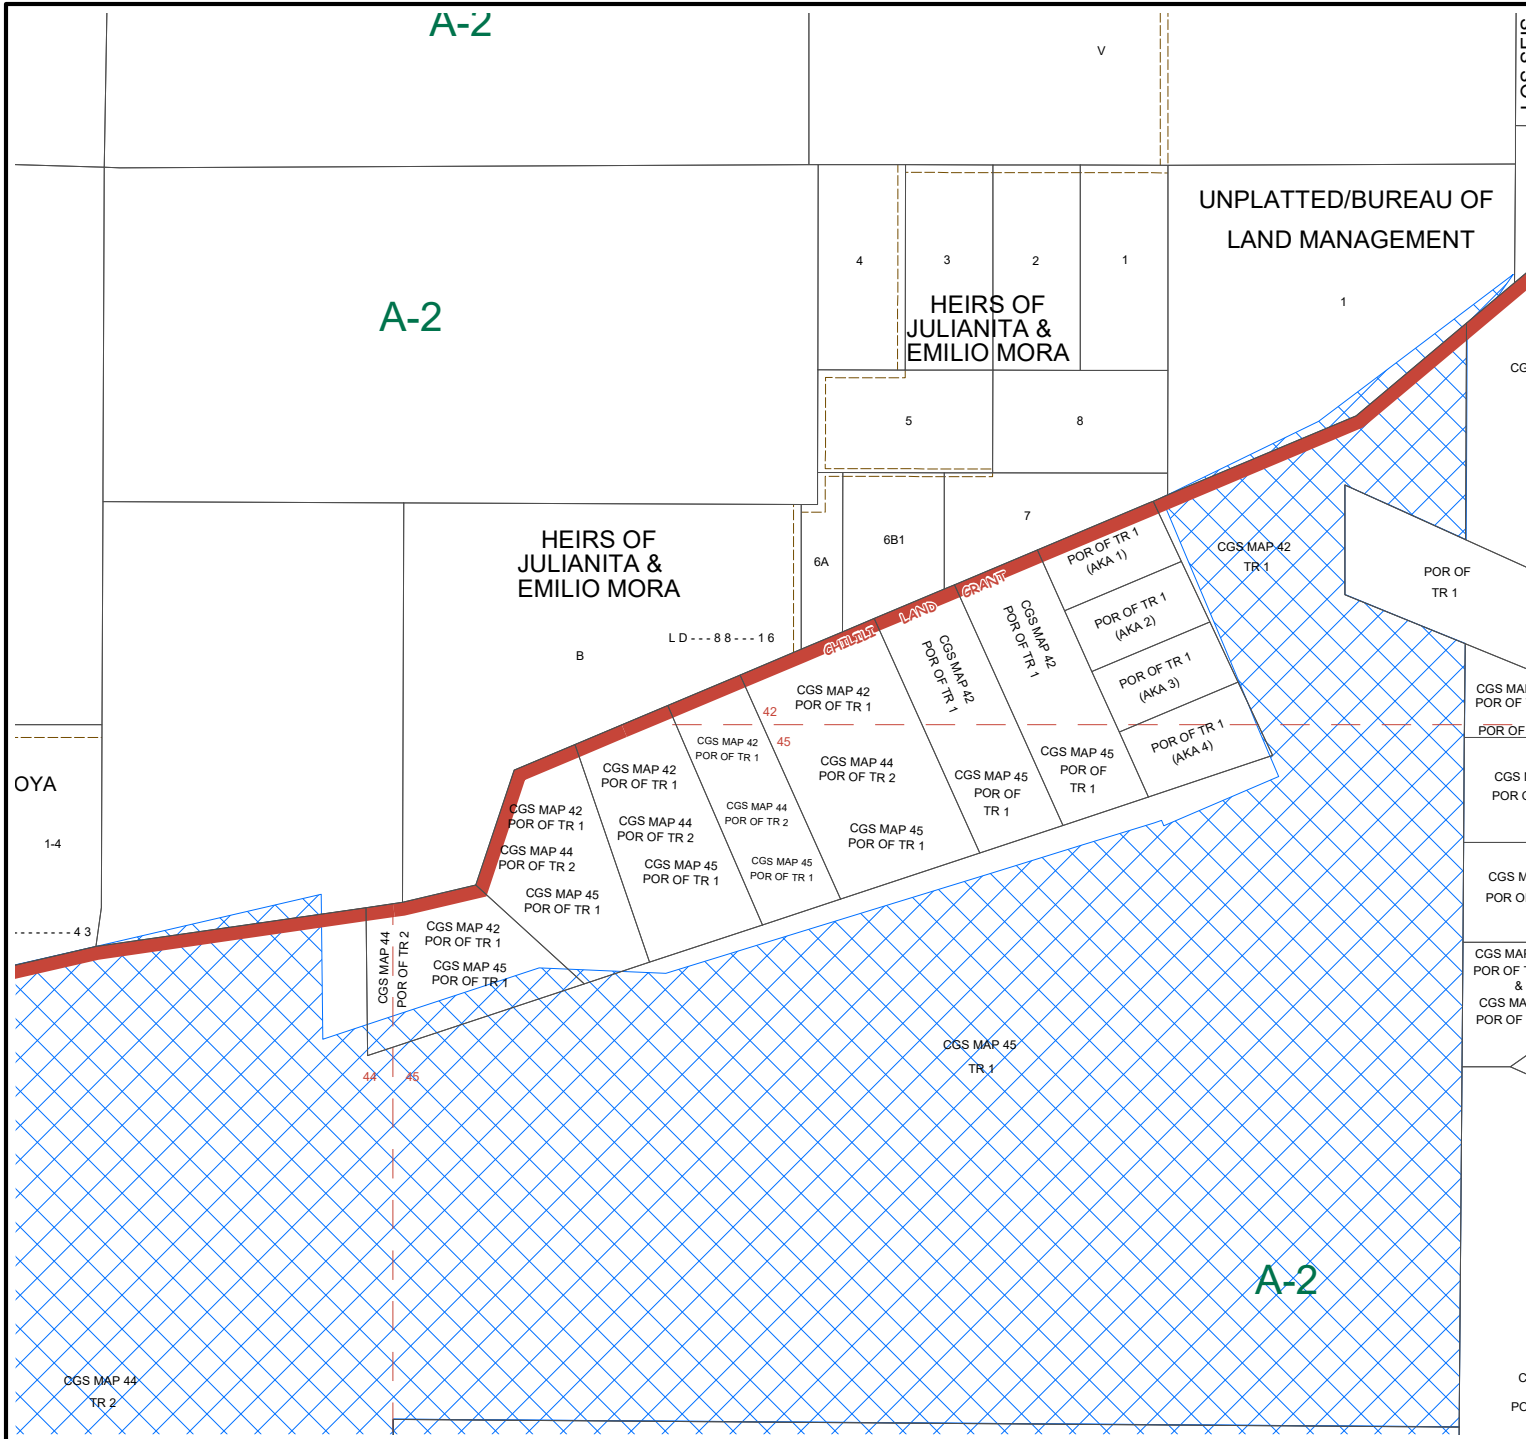 A-2
V
UNPLATTED/BUREAU OF
LAND MANAGEMENT
4
3
2
1
1
HEIRS OF
JULIANITA &
EMILIO MORA
A-2
5
8
7
6B1
6A
HEIRS OF
JULIANITA &
EMILIO MORA
LD---88---16
B
CHILILI LAND GRANT
POR OF TR 1
(AKA 1)
POR OF TR 1
(AKA 2)
POR OF TR 1
(AKA 3)
POR OF TR 1
(AKA 4)
CGS MAP 42
TR 1
POR OF
TR 1
CGS MAP 42
POR OF TR 1
CGS MAP 42
POR OF TR 1
CGS MAP 42
POR OF TR 1
42
45
CGS MAP 42
POR OF TR 1
CGS MAP 44
POR OF TR 2
CGS MAP 45
POR OF
TR 1
CGS MAP 45
POR OF
TR 1
CGS MAP 42
POR OF TR 1
CGS MAP 44
POR OF TR 2
CGS MAP 45
POR OF TR 1
CGS MAP 42
POR OF TR 1
CGS MAP 44
POR OF TR 2
CGS MAP 45
POR OF TR 1
CGS MAP 44
POR OF TR 2
CGS MAP 45
POR OF TR 1
CGS MAP 45
POR OF TR 1
OYA
1-4
43
CGS MAP 44
POR OF TR 2
CGS MAP 42
POR OF TR 1
CGS MAP 45
POR OF TR 1
44
45
CGS MAP 45
TR 1
POR OF
POR OF
CGS
CGS
POR OF
&
POR OF
A-2
CGS MAP 44
TR 2